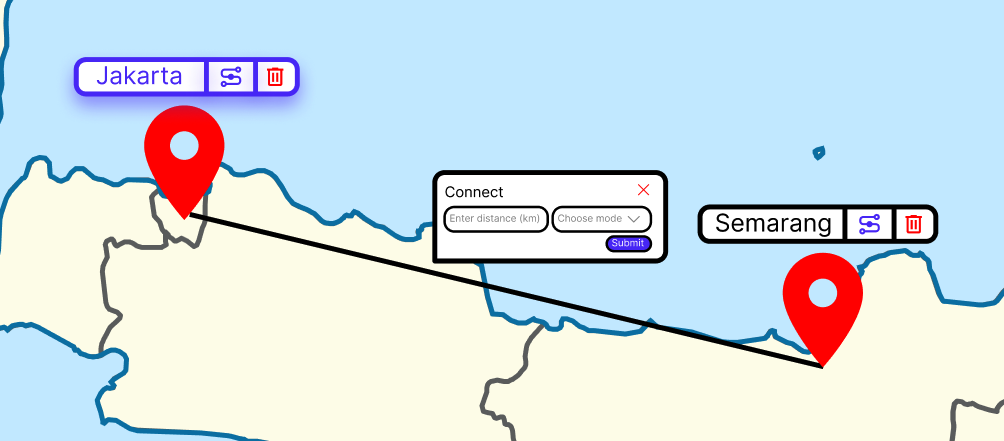 Jakarta
Connect
Enter distance (km)
Choose mode
Submit
Semarang